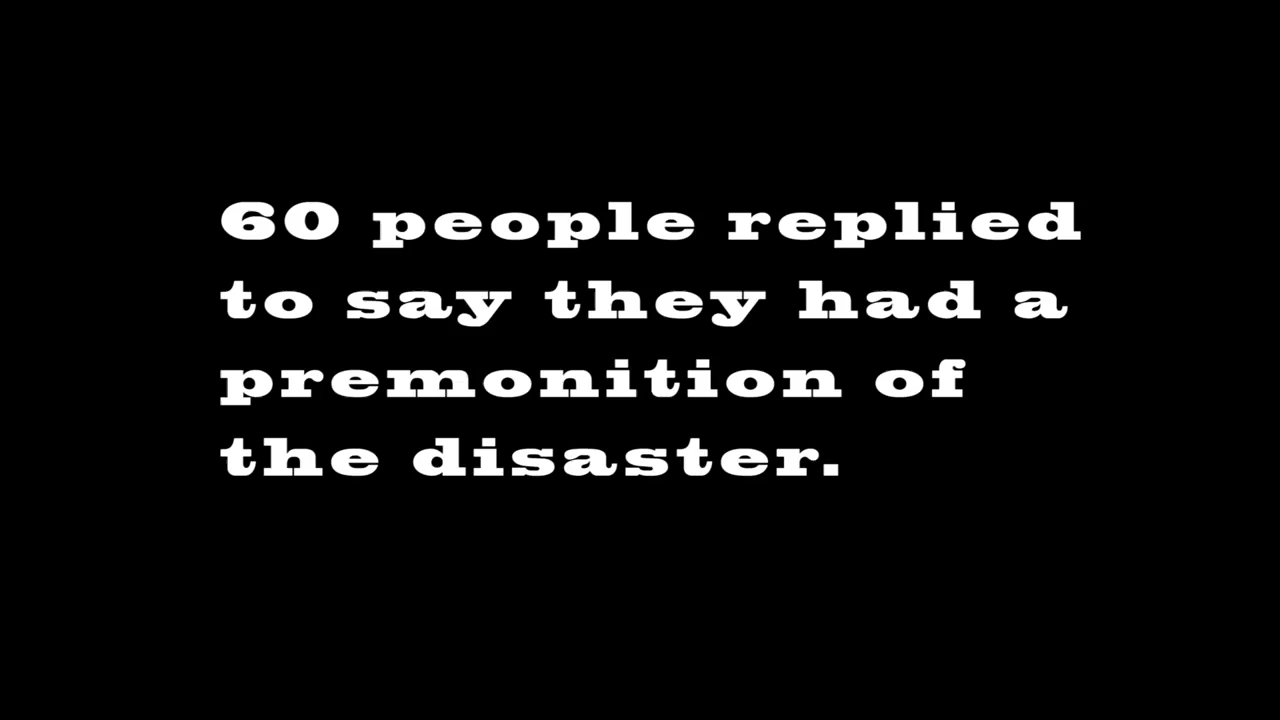 60 people replied
to say they had a
premonition of
the disaster.